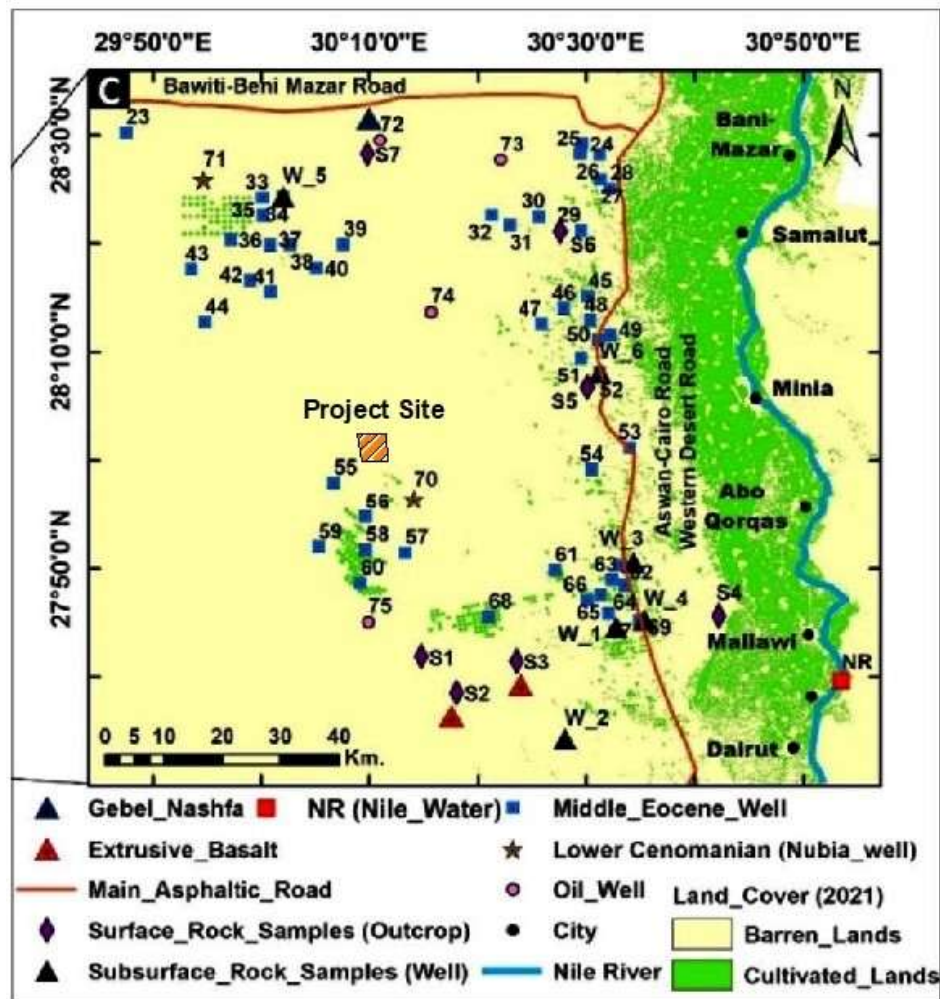 29°50'0"E 30°10'0"E 30°30'0"E 30°50'0"E
C
Bawiti-Behi Mazar Road
N
28°30'0"N
28°10'0"N
27°50'0"N
23
72
S7
73
25 24
26 28
27
71
33 W_5
35 34
36 37
38
39
40
43
42 41
44
30
29
32 31
S6
Bani-
Mazar
Samalut
74
45
46
47 48
50 49
W_6
51 52
S5
Aswan-Cairo Road
Western Desert Road
Minia
Project Site
53
54
55
70
56
58 57
59
60
Abo
Qorqas
W_3
61
63
62
66
65 64
W_4
W_1
69
S4
Mallawi
NR
75
68
S1
S3
S2
W_2
Dairut
0 5 10 20 30 40
Km.
Gebel_Nashfa NR (Nile_Water) Middle_Eocene_Well
Extrusive_Basalt Lower Cenomanian (Nubia_well)
Main_Asphaltic_Road Oil_Well Land_Cover (2021)
Surface_Rock_Samples (Outcrop) City Barren_Lands
Subsurface_Rock_Samples (Well) Nile River Cultivated_Lands